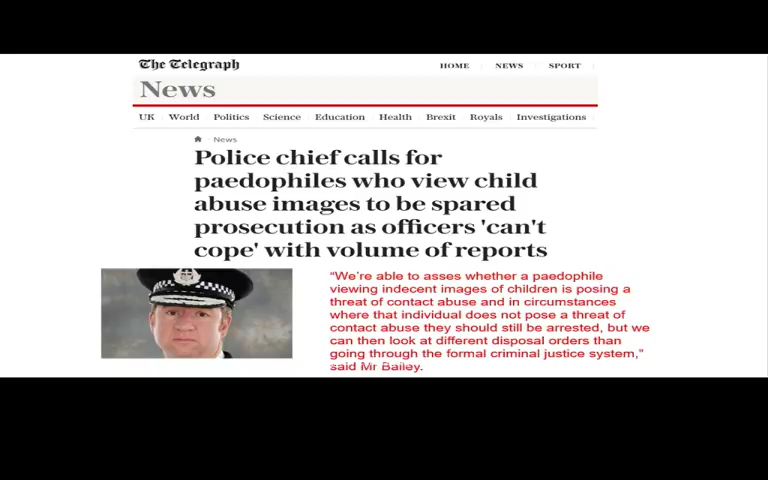 The Telegraph
HOME NEWS SPORT
News
UK World Politics Science Education Health Brexit Royals Investigations
News
Police chief calls for
paedophiles who view child
abuse images to be spared
prosecution as officers 'can't
cope' with volume of reports
"We're able to asses whether a paedophile
viewing indecent images of children is posing a
threat of contact abuse and in circumstances
where that individual does not pose a threat of
contact abuse they should still be arrested, but we
can then look at different disposal orders than
going through the formal criminal justice system,"
said Mr Bailey.